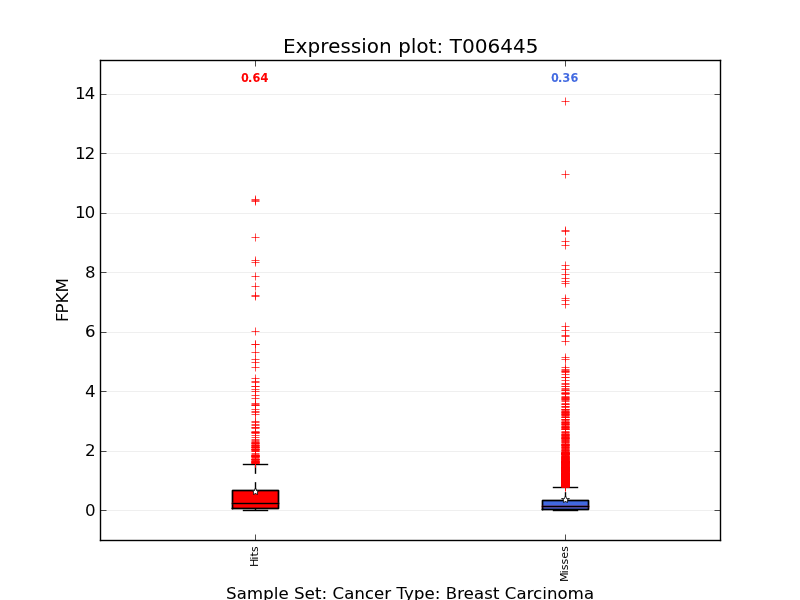 Expression plot: T006445
0.64 0.36
14
12
10
8
6
4
2
0
FPKM
Hits
Misses
Sample Set: Cancer Type: Breast Carcinoma